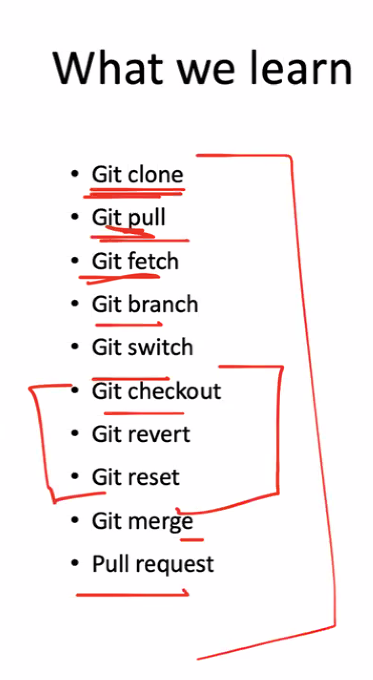 What we learn
• Git clone
• Git pull
• Git fetch
• Git branch
• Git switch
• Git checkout
• Git revert
• Git reset
• Git merge
• Pull request